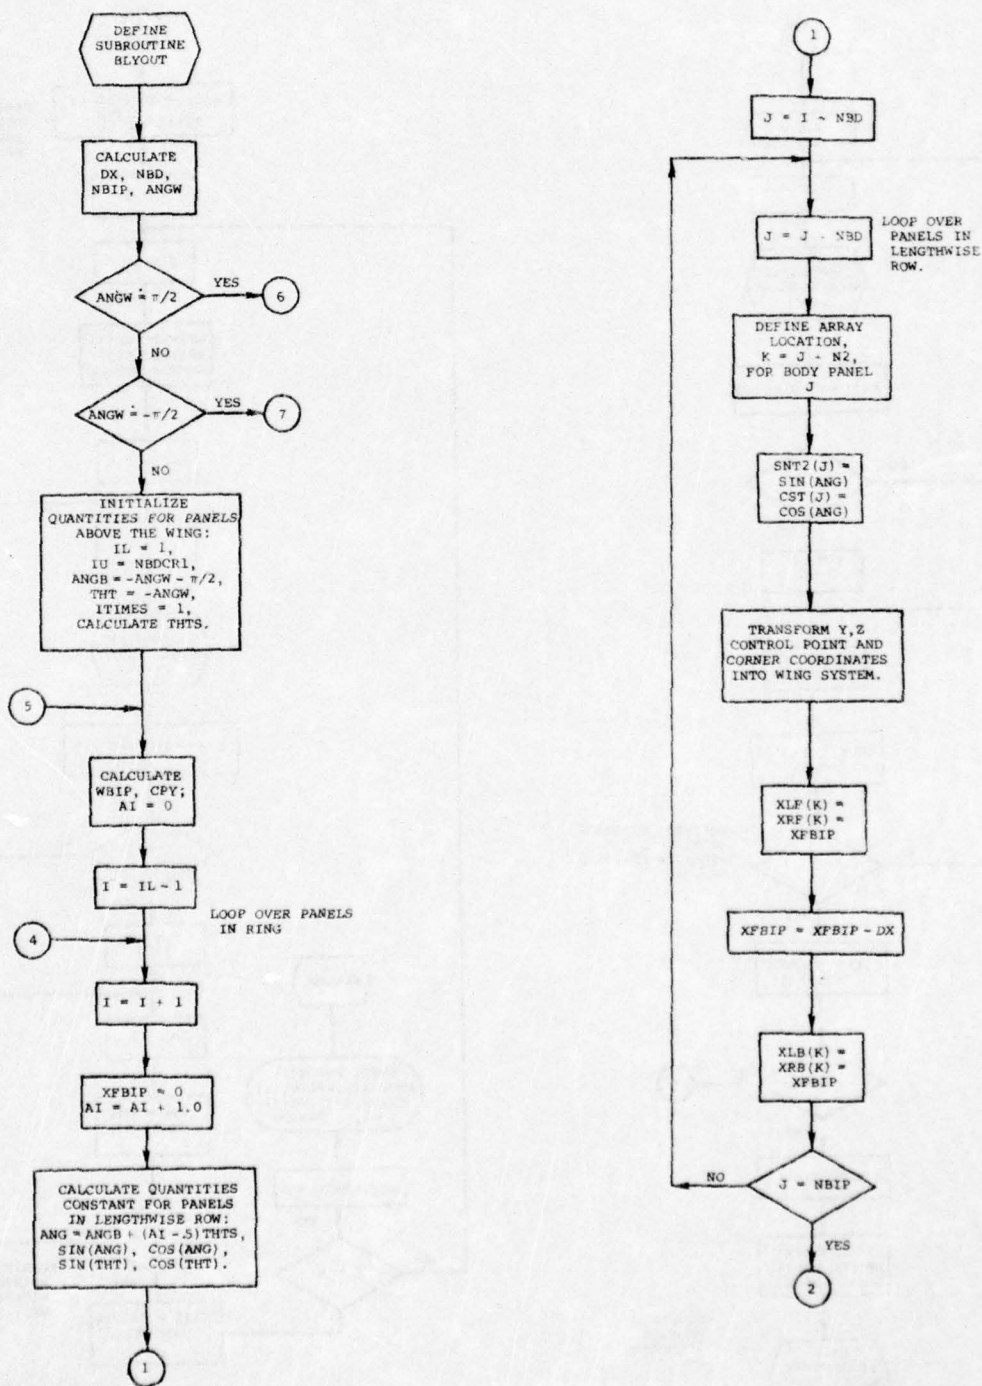 DEFINE
SUBROUTINE
BLYOUT
CALCULATE
DX, NBD,
NBIP, ANGW
ANGW ≐ π/2
YES
6
NO
ANGW ≐ -π/2
YES
7
NO
INITIALIZE
QUANTITIES FOR PANELS
ABOVE THE WING:
IL = 1,
IU = NBDCR1,
ANGB = -ANGW - π/2,
THT = -ANGW,
ITIMES = 1,
CALCULATE THTS.
5
CALCULATE
WBIP, CPY;
AI = 0
I = IL - 1
LOOP OVER PANELS
IN RING
4
I = I + 1
XFBIP = 0
AI = AI + 1.0
CALCULATE QUANTITIES
CONSTANT FOR PANELS
IN LENGTHWISE ROW:
ANG = ANGB + (AI - .5) THTS,
SIN(ANG), COS(ANG),
SIN(THT), COS(THT).
1
1
J = I - NBD
J = J - NBD
LOOP OVER
PANELS IN
LENGTHWISE
ROW.
DEFINE ARRAY
LOCATION,
K = J - N2,
FOR BODY PANEL
J
SNT2(J) =
SIN(ANG)
CST(J) =
COS(ANG)
TRANSFORM Y,Z
CONTROL POINT AND
CORNER COORDINATES
INTO WING SYSTEM.
XLF(K) =
XRF(K) =
XFBIP
XFBIP = XFBIP - DX
XLB(K) =
XRB(K) =
XFBIP
NO
J = NBIP
YES
2